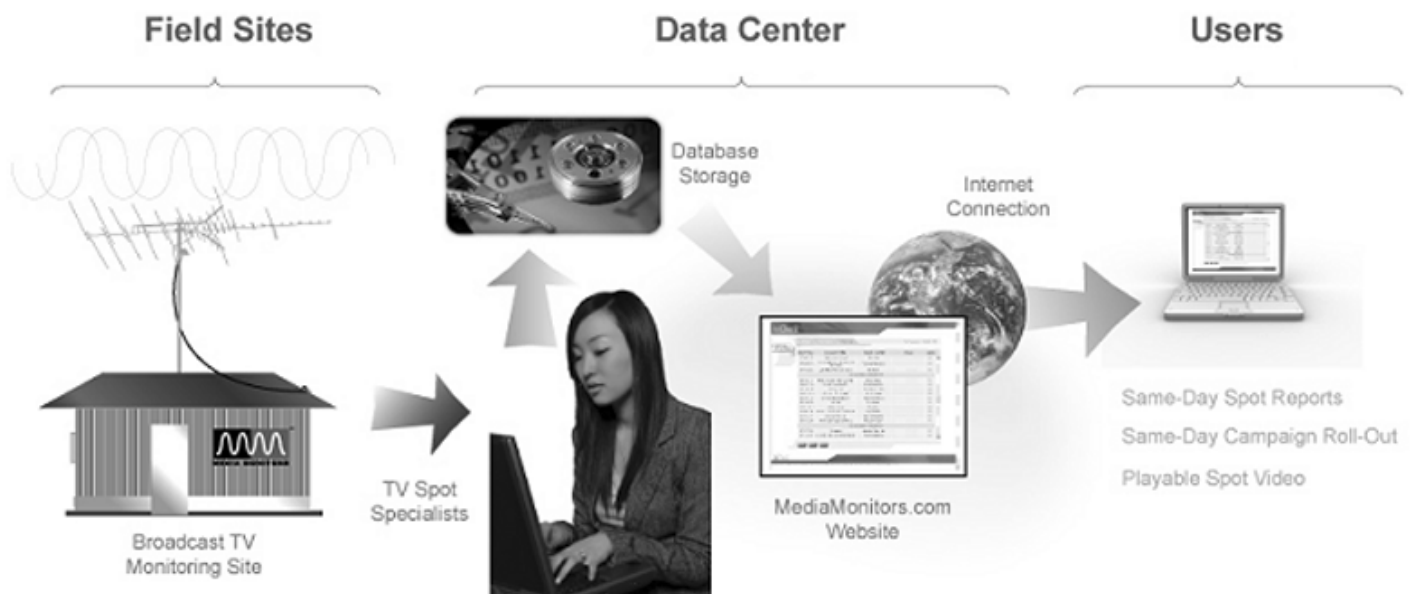 Field Sites
Data Center
Users
Database
Storage
Internet
Connection
TV Spot
Specialists
Broadcast TV
Monitoring Site
MediaMonitors.com
Website
Same-Day Spot Reports
Same-Day Campaign Roll-Out
Playable Spot Video